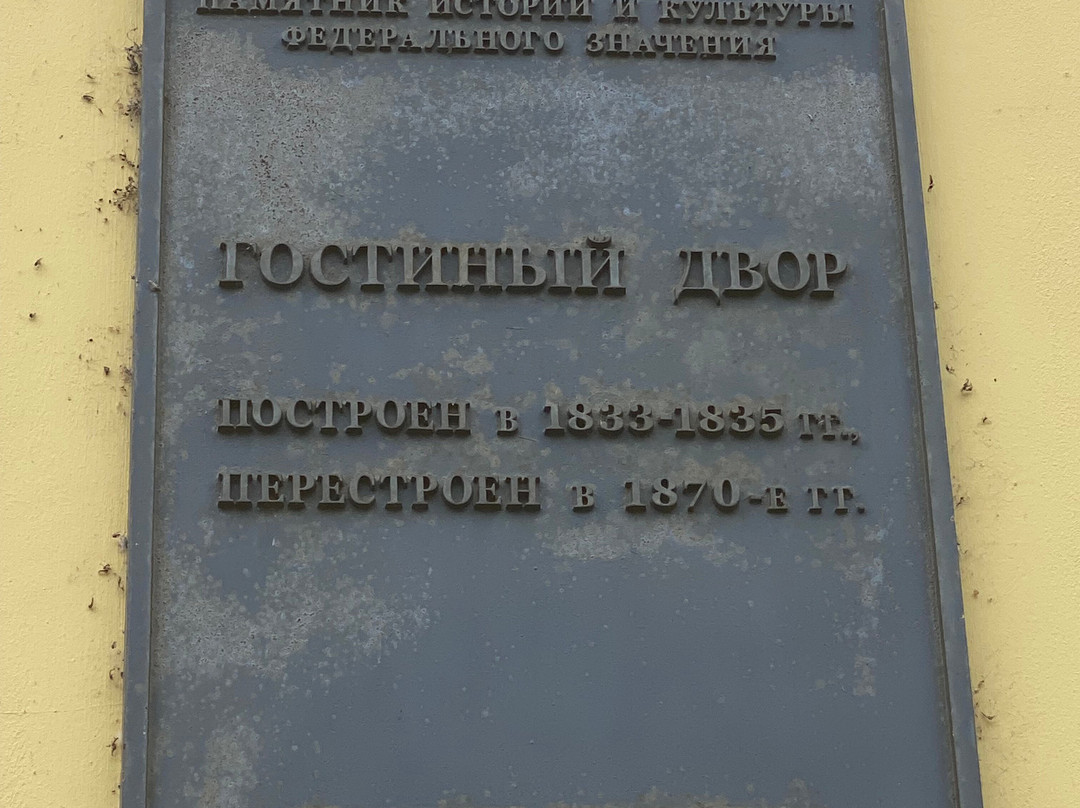 ПАМЯТНИК ИСТОРИИ И КУЛЬТУРЫ
ФЕДЕРАЛЬНОГО ЗНАЧЕНИЯ
ГОСТИНЫЙ ДВОР
ПОСТРОЕН В 1833-1835 ГГ.,
ПЕРЕСТРОЕН В 1870-Е ГГ.